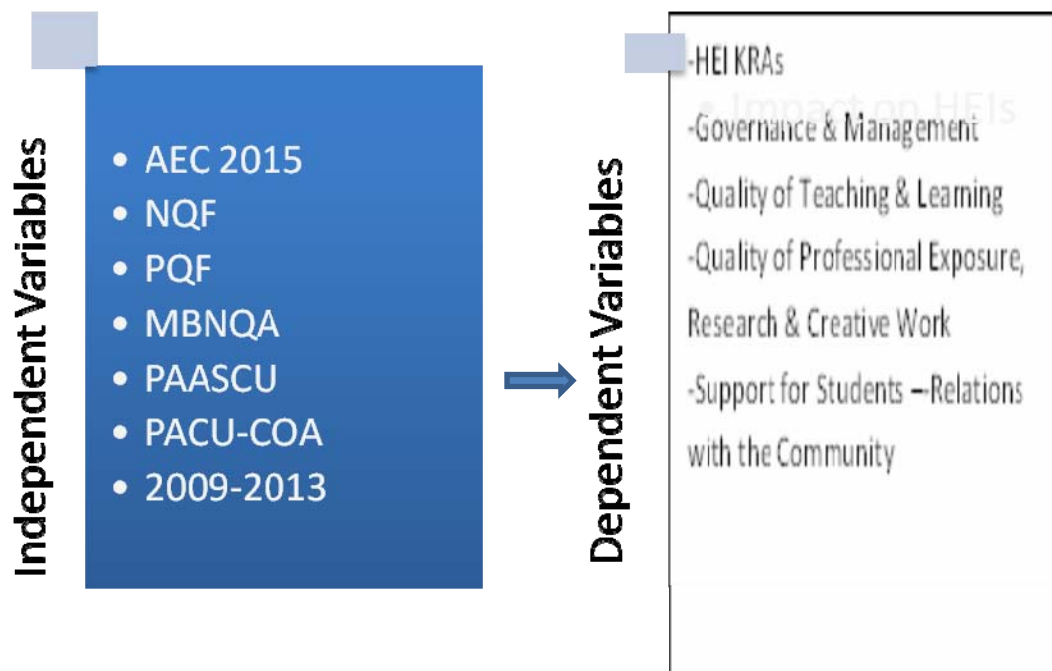 Independent Variables
• AEC 2015
• NQF
• PQF
• MBNQA
• PAASCU
• PACU-COA
• 2009-2013
Dependent Variables
-HEI KRAs
• Impact on HEIs
-Governance & Management
-Quality of Teaching & Learning
-Quality of Professional Exposure,
Research & Creative Work
-Support for Students —Relations
with the Community